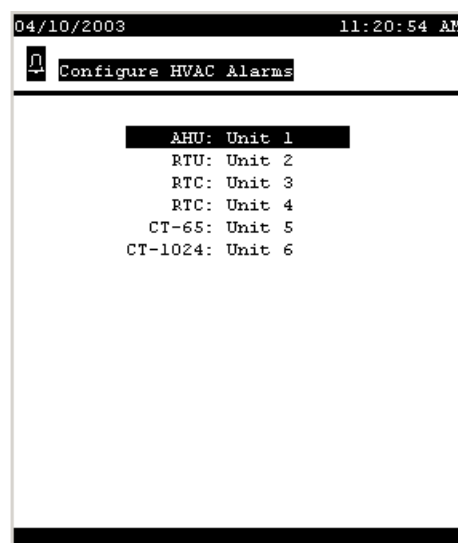 04/10/2003 11:20:54 AM
Configure HVAC Alarms
AHU: Unit 1
RTU: Unit 2
RTC: Unit 3
RTC: Unit 4
CT-65: Unit 5
CT-1024: Unit 6